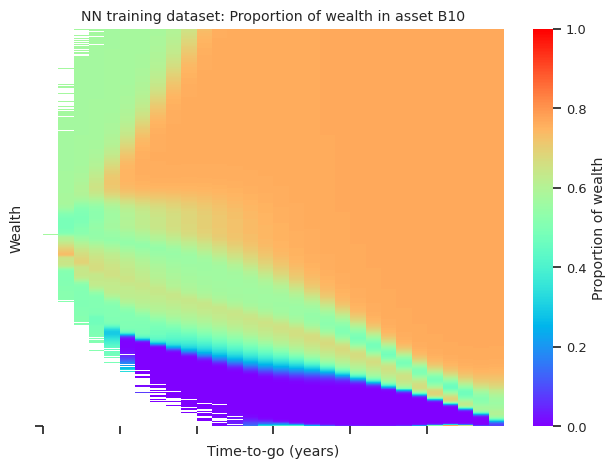 NN training dataset: Proportion of wealth in asset B10
Wealth
Time-to-go (years)
1.0
0.8
0.6
0.4
0.2
0.0
Proportion of wealth